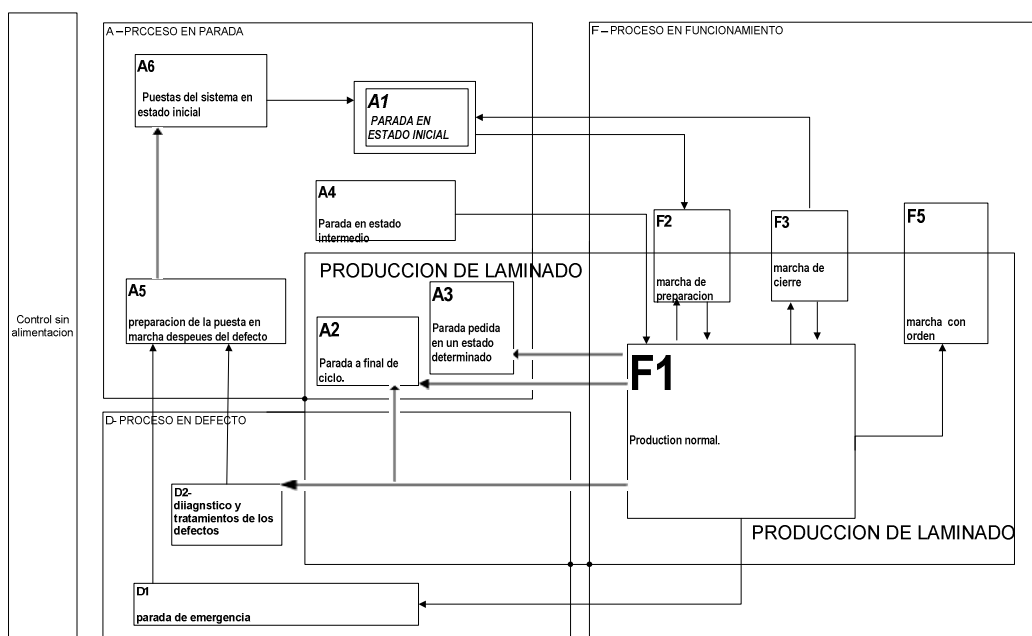 Control sin
alimentacion
A – PRCCESO EN PARADA
A6
Puestas del sistema en
estado inicial
A1
PARADA EN
ESTADO INICIAL
A4
Parada en estado
intermedio
PRODUCCION DE LAMINADO
A5
preparacion de la puesta en
marcha despeues del defecto
A2
Parada a final de
ciclo.
A3
Parada pedida
en un estado
determinado
D- PROCESO EN DEFECTO
D2-
diiagnstico y
tratamientos de los
defectos
D1
parada de emergencia
F – PROCESO EN FUNCIONAMIENTO
F2
marcha de
preparacion
F3
marcha de
cierre
F5
marcha con
orden
F1
Production normal.
PRODUCCION DE LAMINADO